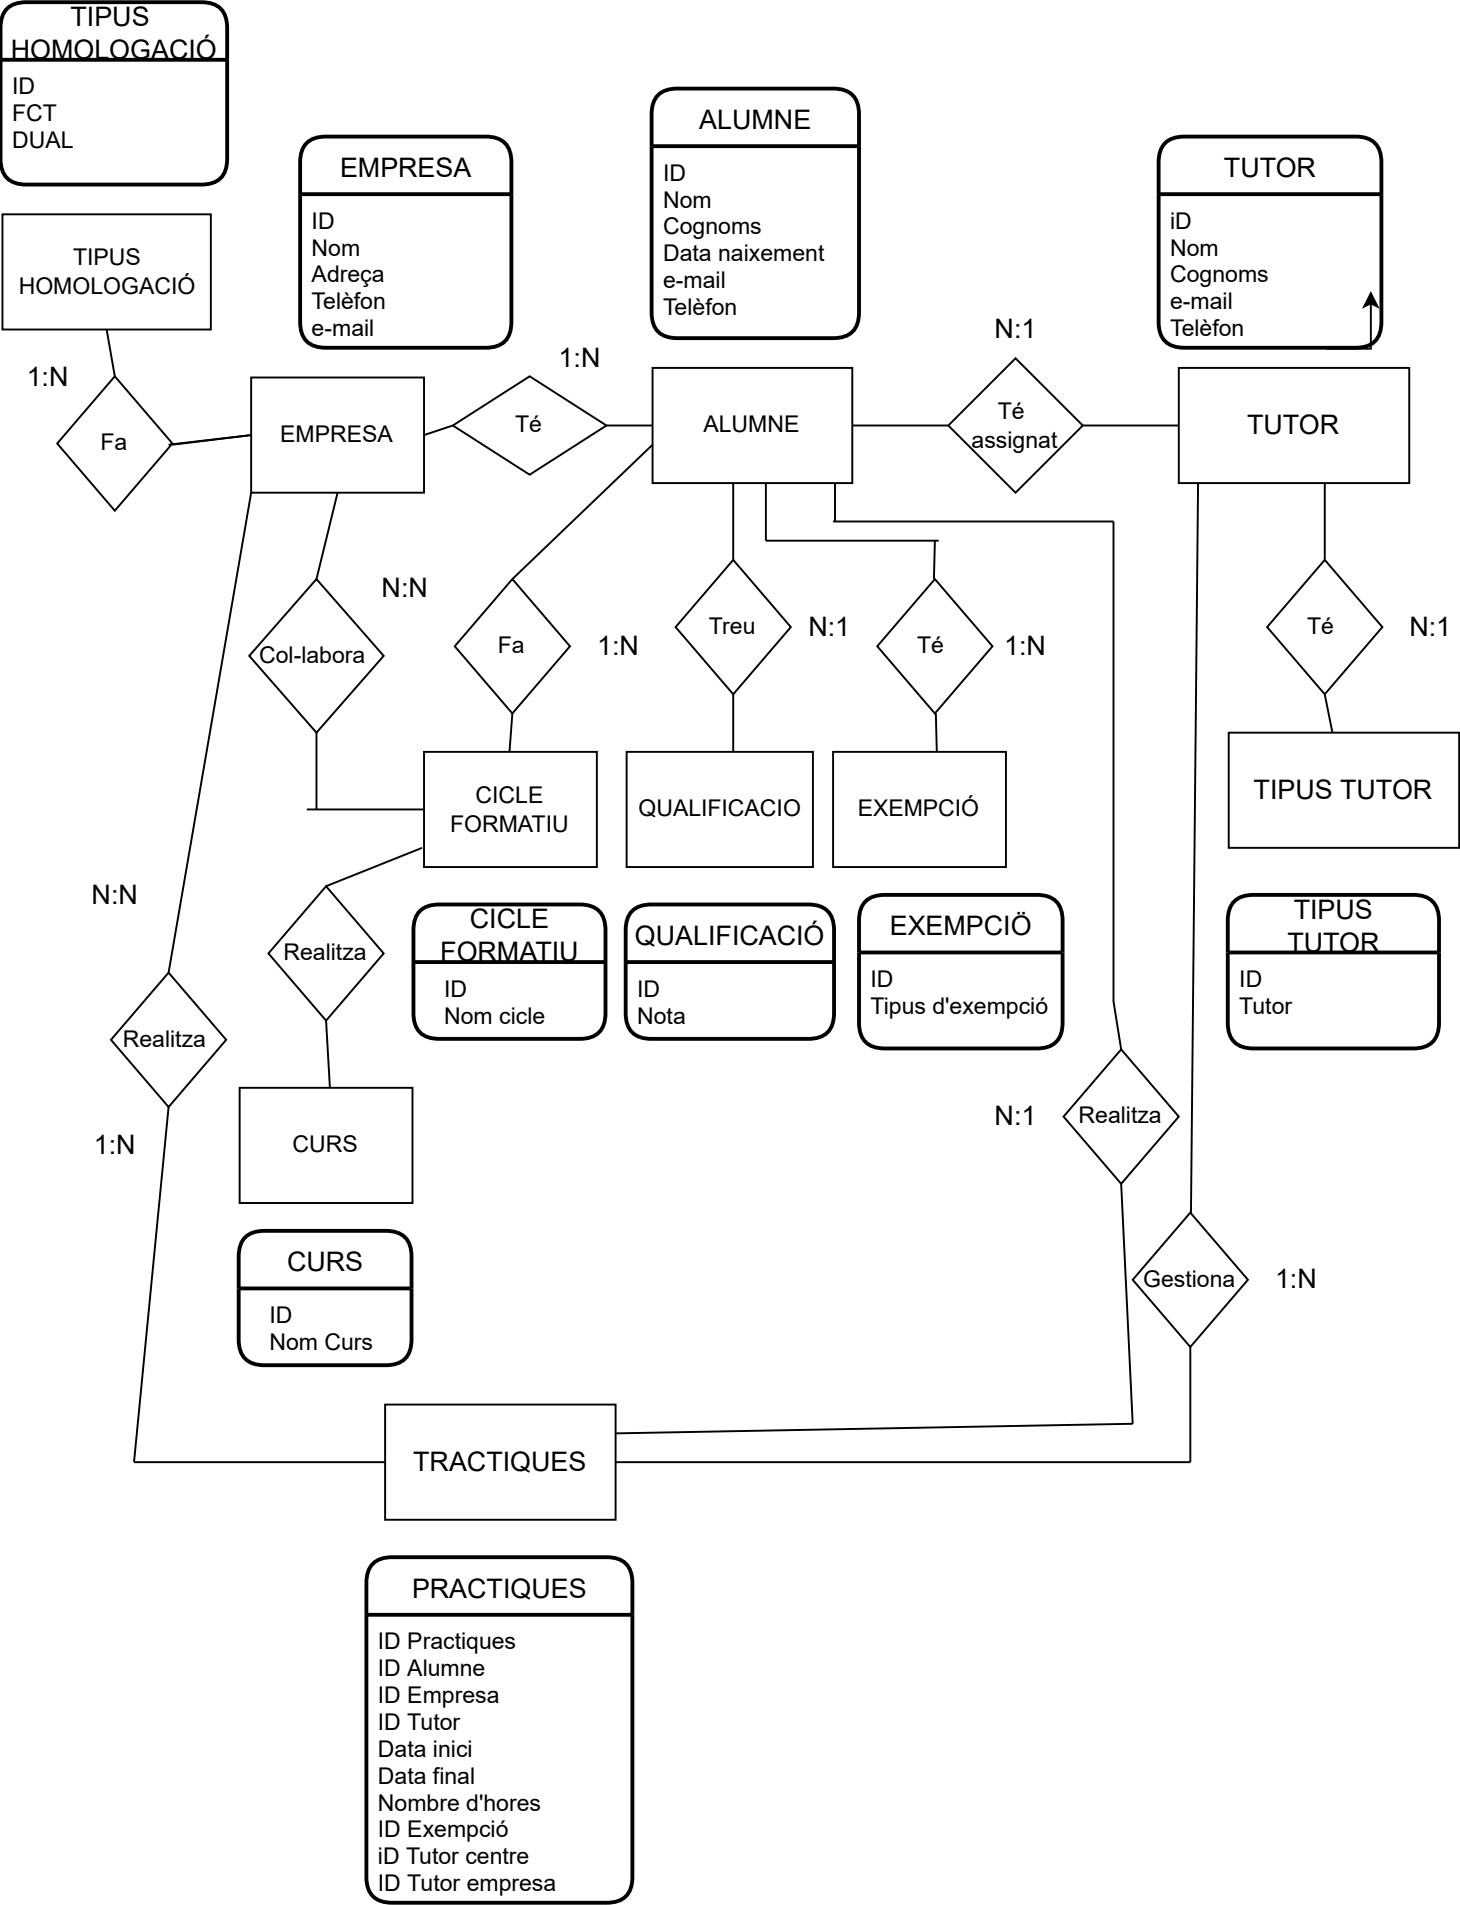 TIPUS
HOMOLOGACIÓ
ID
FCT
DUAL
TIPUS
HOMOLOGACIÓ
1:N
Fa
EMPRESA
ID
Nom
Adreça
Telèfon
e-mail
EMPRESA
1:N
Té
ALUMNE
ID
Nom
Cognoms
Data naixement
e-mail
Telèfon
ALUMNE
N:1
Té
assignat
TUTOR
iD
Nom
Cognoms
e-mail
Telèfon
TUTOR
Col-labora
N:N
Fa
1:N
Treu
N:1
Té
1:N
Té
N:1
CICLE
FORMATIU
QUALIFICACIO
EXEMPCIÓ
TIPUS TUTOR
N:N
Realitza
1:N
Realitza
CICLE
FORMATIU
ID
Nom cicle
QUALIFICACIÓ
ID
Nota
EXEMPCIÖ
ID
Tipus d'exempció
TIPUS
TUTOR
ID
Tutor
CURS
N:1
Realitza
CURS
ID
Nom Curs
Gestiona
1:N
TRACTIQUES
PRACTIQUES
ID Practiques
ID Alumne
ID Empresa
ID Tutor
Data inici
Data final
Nombre d'hores
ID Exempció
iD Tutor centre
ID Tutor empresa